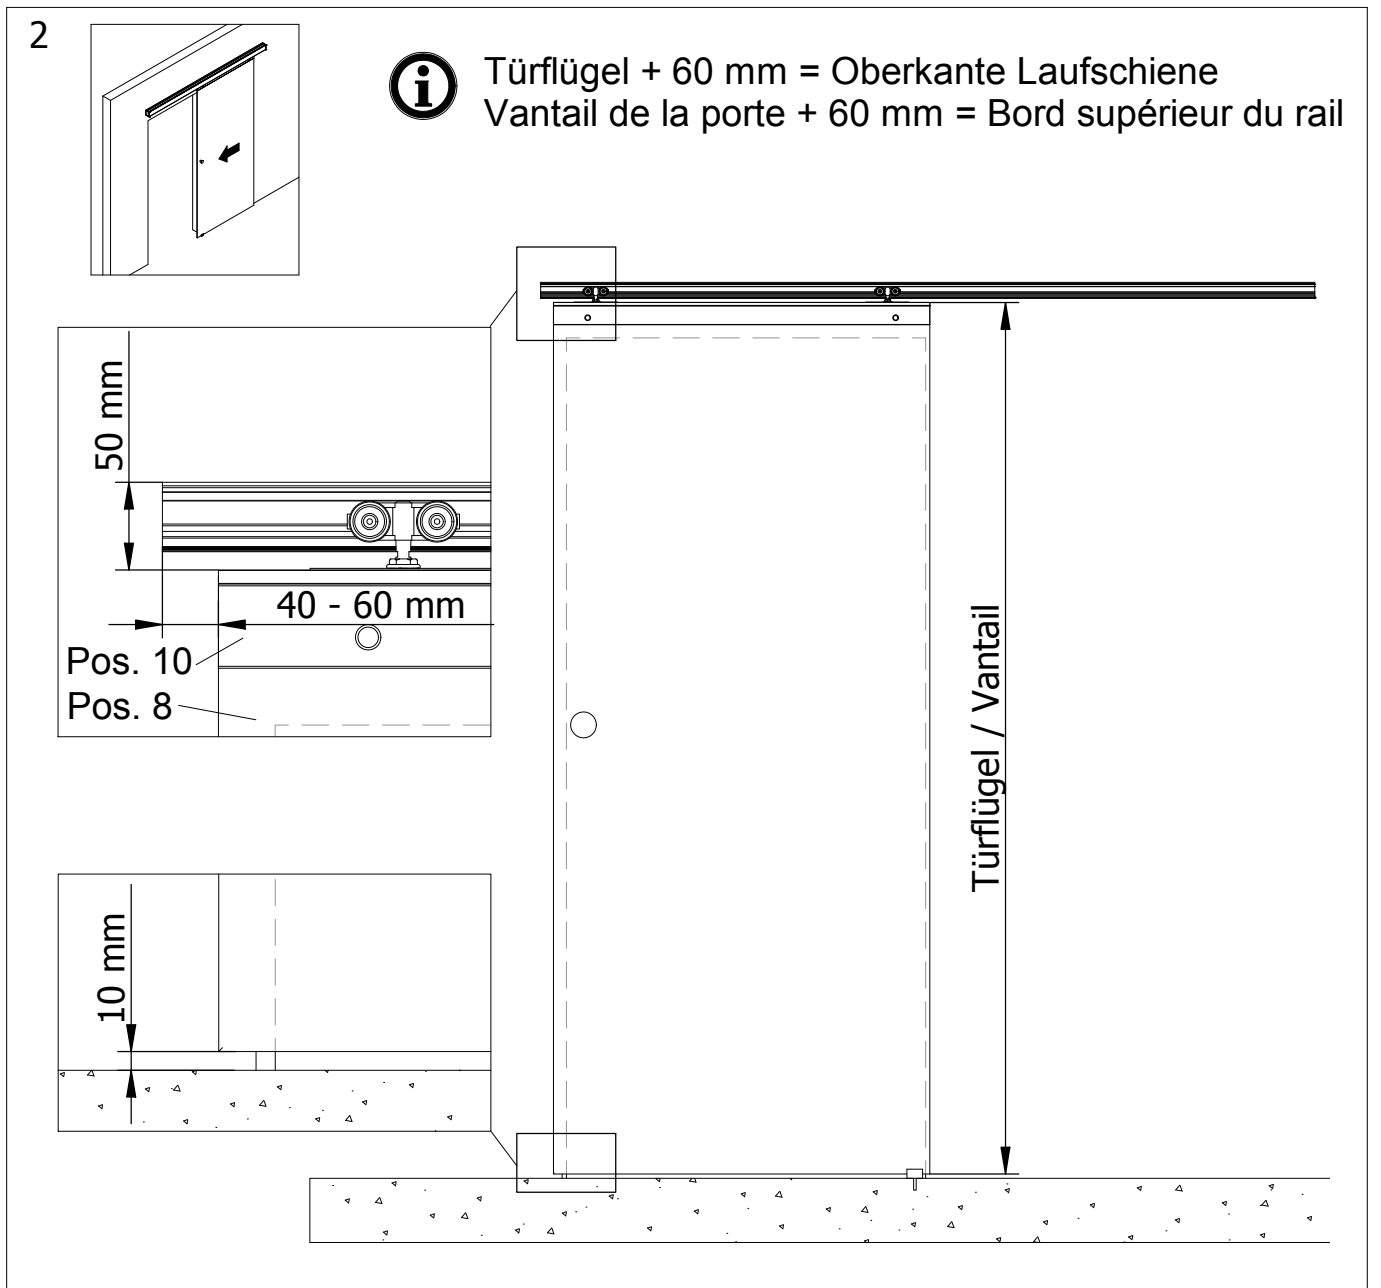 2
Türflügel + 60 mm = Oberkante Laufschiene
Vantail de la porte + 60 mm = Bord supérieur du rail
50 mm
40 - 60 mm
Pos. 10
Pos. 8
Türflügel / Vantail
10 mm